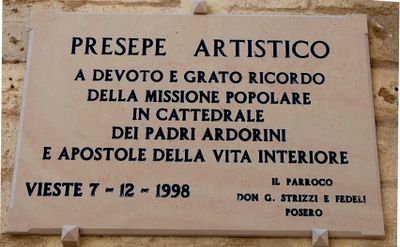 PRESEPE ARTISTICO
A DEVOTO E GRATO RICORDO
DELLA MISSIONE POPOLARE
IN CATTEDRALE
DEI PADRI ARDORINI
E APOSTOLE DELLA VITA INTERIORE
VIESTE 7 - 12 - 1998
IL PARROCO
DON G. STRIZZI E FEDELI
POSERO